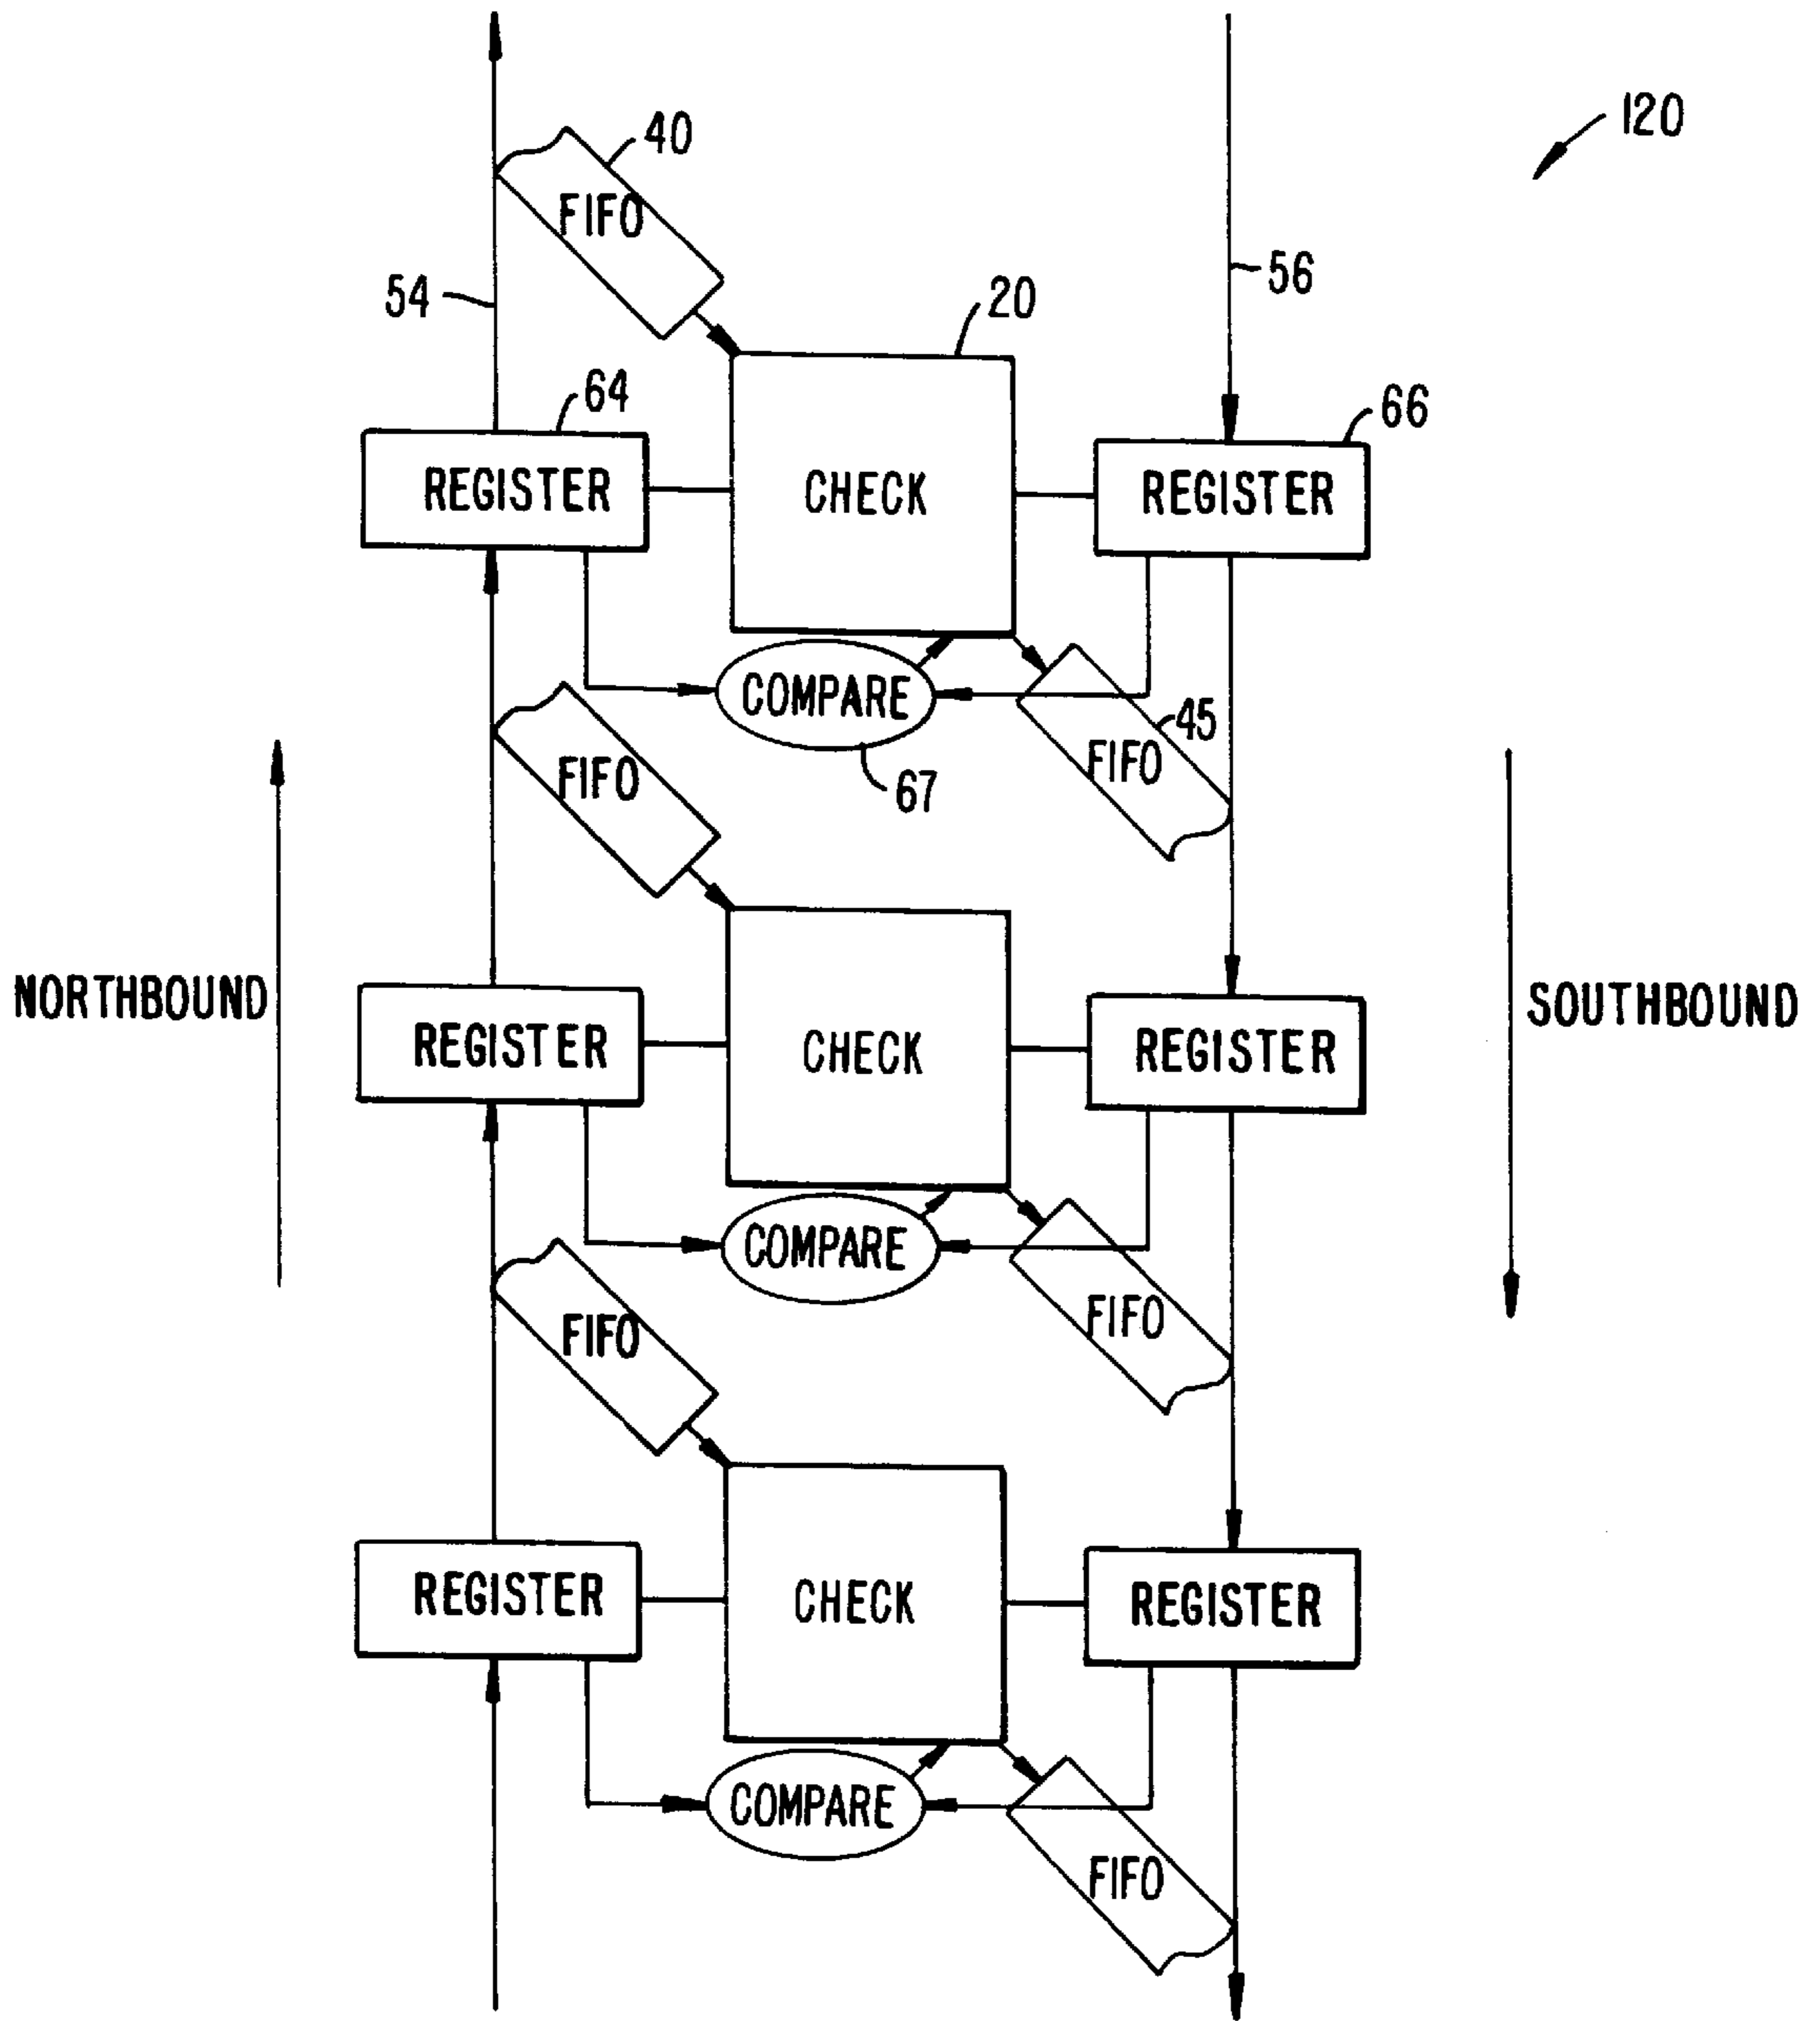 120
40
FIFO
54
56
20
64
66
REGISTER
CHECK
REGISTER
COMPARE
45
FIFO
67
FIFO
NORTHBOUND
SOUTHBOUND
REGISTER
CHECK
REGISTER
COMPARE
FIFO
FIFO
REGISTER
CHECK
REGISTER
COMPARE
FIFO